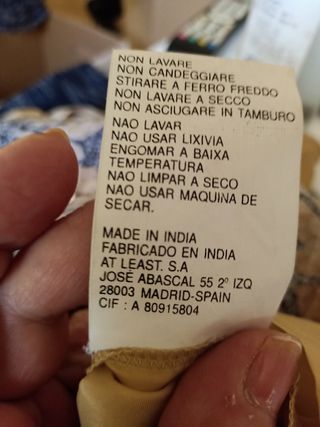 NON LAVARE
NON CANDEGGIARE
STIRARE A FERRO FREDDO
NON LAVARE A SECCO
NON ASCIUGARE IN TAMBURO
NAO LAVAR
NAO USAR LIXIVIA
ENGOMAR A BAIXA
TEMPERATURA
NAO LIMPAR A SECO
NAO USAR MAQUINA DE
SECAR.
MADE IN INDIA
FABRICADO EN INDIA
AT LEAST. S.A
JOSÉ ABASCAL 55 2º IZQ
28003 MADRID-SPAIN
CIF : A 80915804